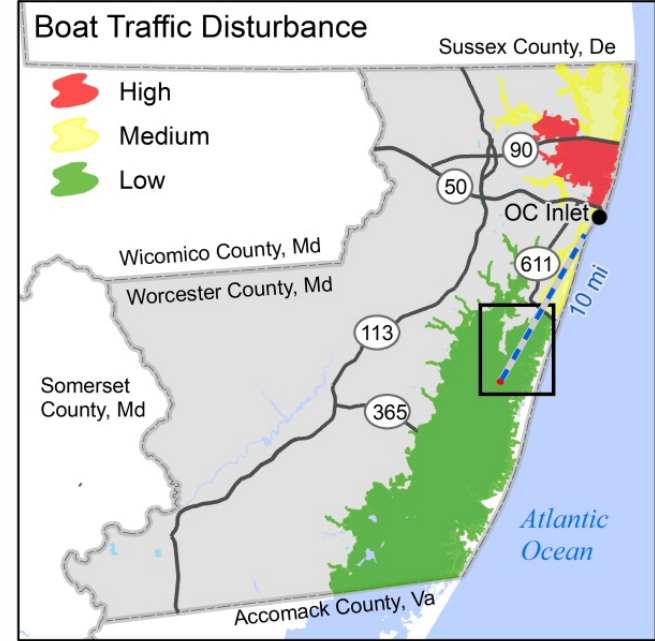 Boat Traffic Disturbance
Sussex County, De
High
Medium
Low
90
50
OC Inlet
Wicomico County, Md
Worcester County, Md
611
10 mi
113
Somerset
County, Md
365
Atlantic
Ocean
Accomack County, Va